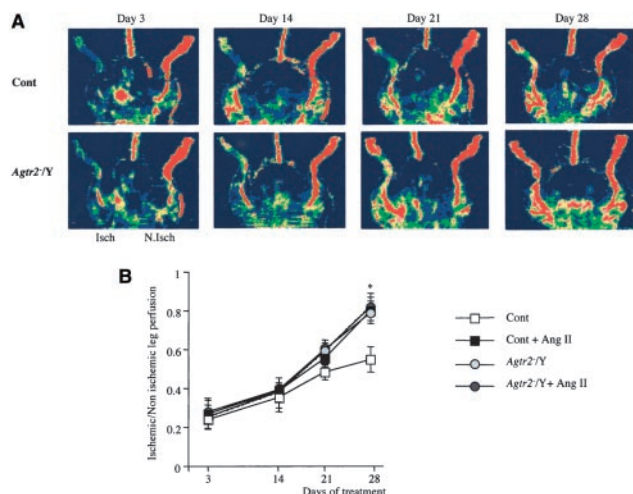 A
Day 3 Day 14 Day 21 Day 28
Cont
Agtr2-/Y
Isch N.Isch
B
Ischemic/Non ischemic leg perfusion
1
0.8
0.6
0.4
0.2
0
*
3 14 21 28
Days of treatment
Cont
Cont + Ang II
Agtr2-/Y
Agtr2-/Y+ Ang II